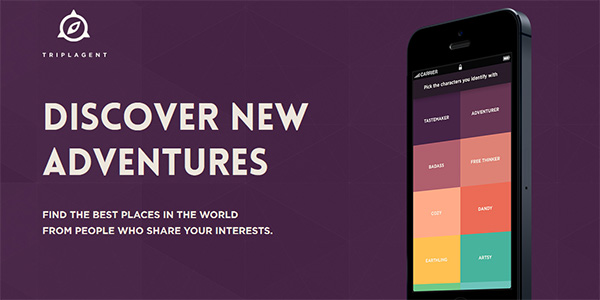 TRIPLAGENT
DISCOVER NEW
ADVENTURES
FIND THE BEST PLACES IN THE WORLD
FROM PEOPLE WHO SHARE YOUR INTERESTS.
CARRIER
Pick the characters you identify with
TASTEMAKER
ADVENTURER
BADASS
FREE THINKER
COZY
DANDY
EARTHLING
ARTSY